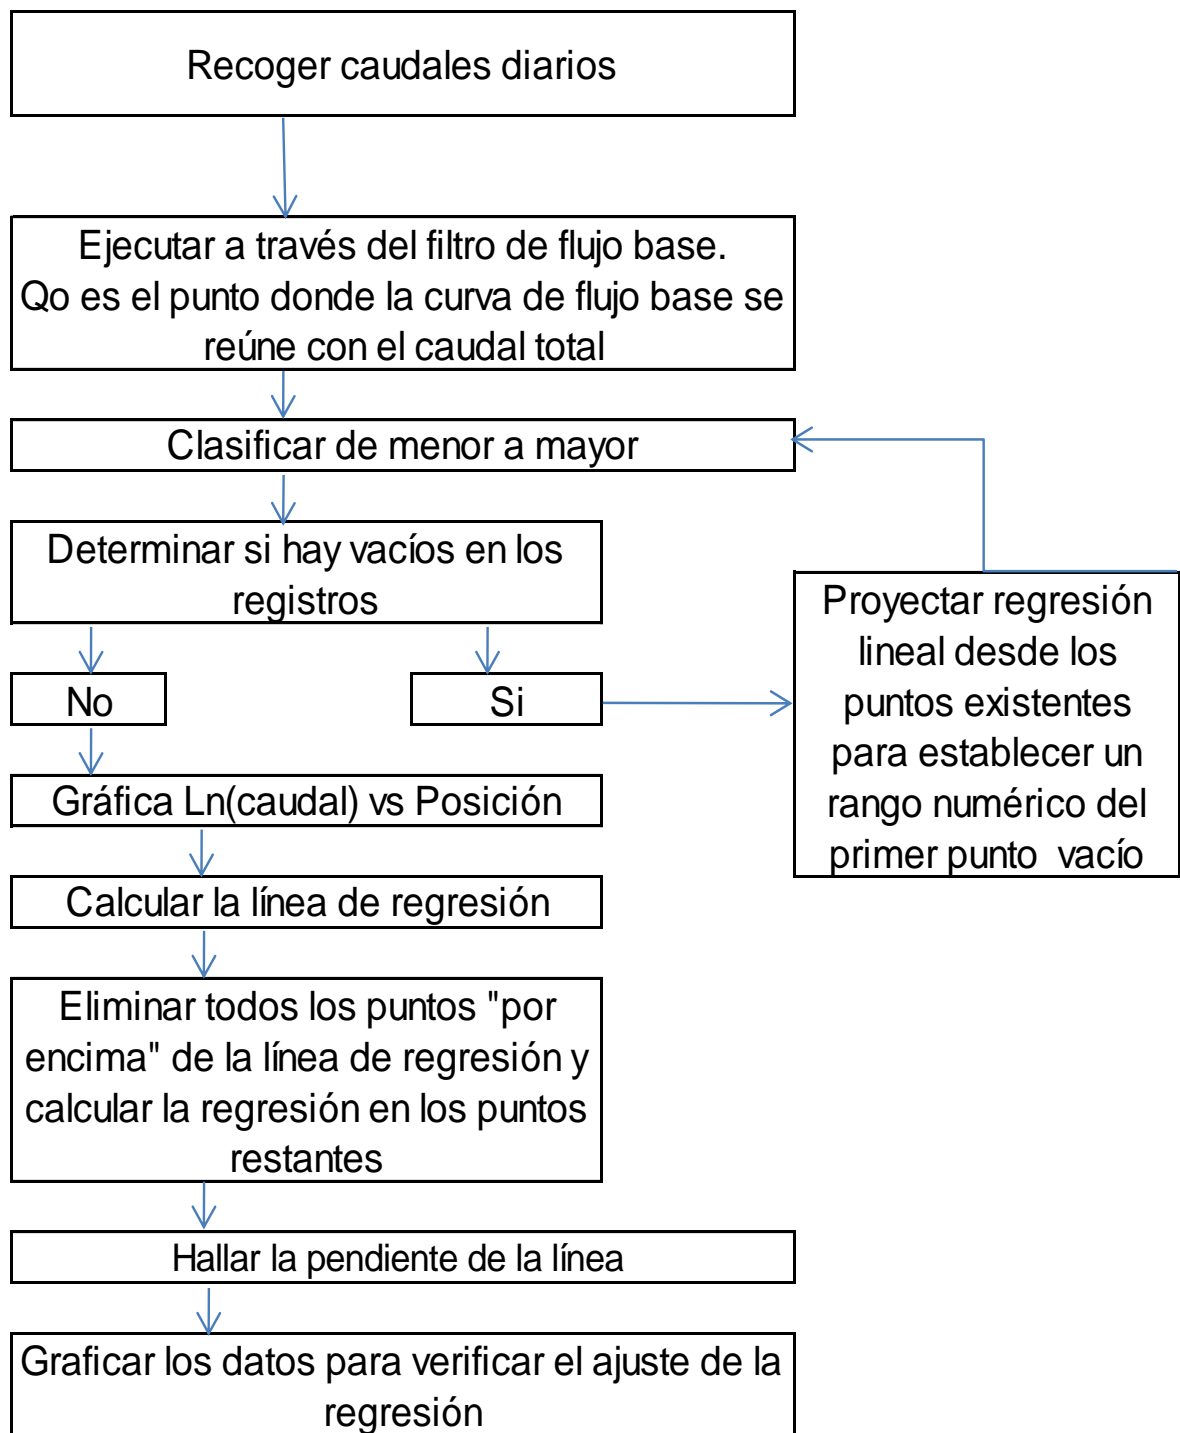 Recoger caudales diarios
Ejecutar a través del filtro de flujo base.
Qo es el punto donde la curva de flujo base se
reúne con el caudal total
Clasificar de menor a mayor
Determinar si hay vacíos en los
registros
No
Si
Proyectar regresión
lineal desde los
puntos existentes
para establecer un
rango numérico del
primer punto vacío
Gráfica Ln(caudal) vs Posición
Calcular la línea de regresión
Eliminar todos los puntos "por
encima" de la línea de regresión y
calcular la regresión en los puntos
restantes
Hallar la pendiente de la línea
Graficar los datos para verificar el ajuste de la
regresión